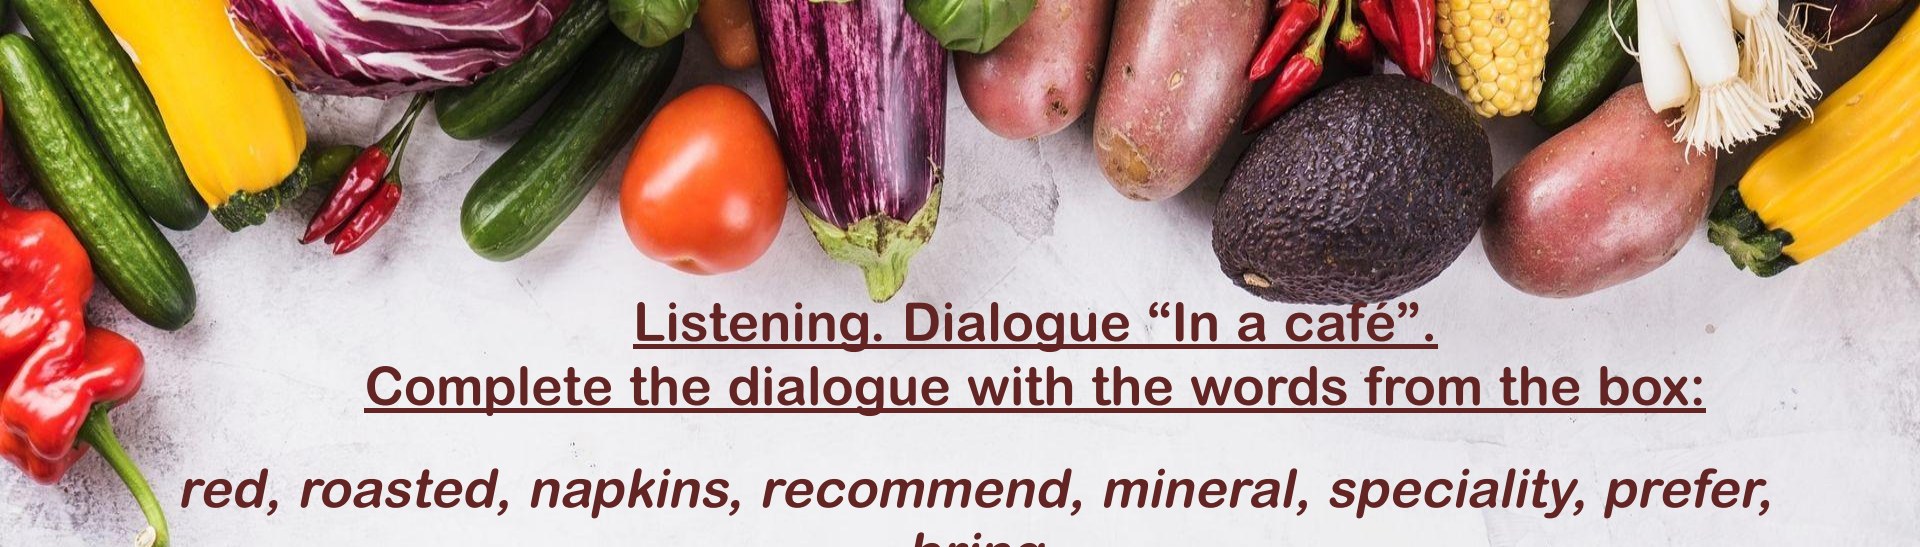 Listening. Dialogue “In a café”.
Complete the dialogue with the words from the box:
red, roasted, napkins, recommend, mineral, speciality, prefer,
bring